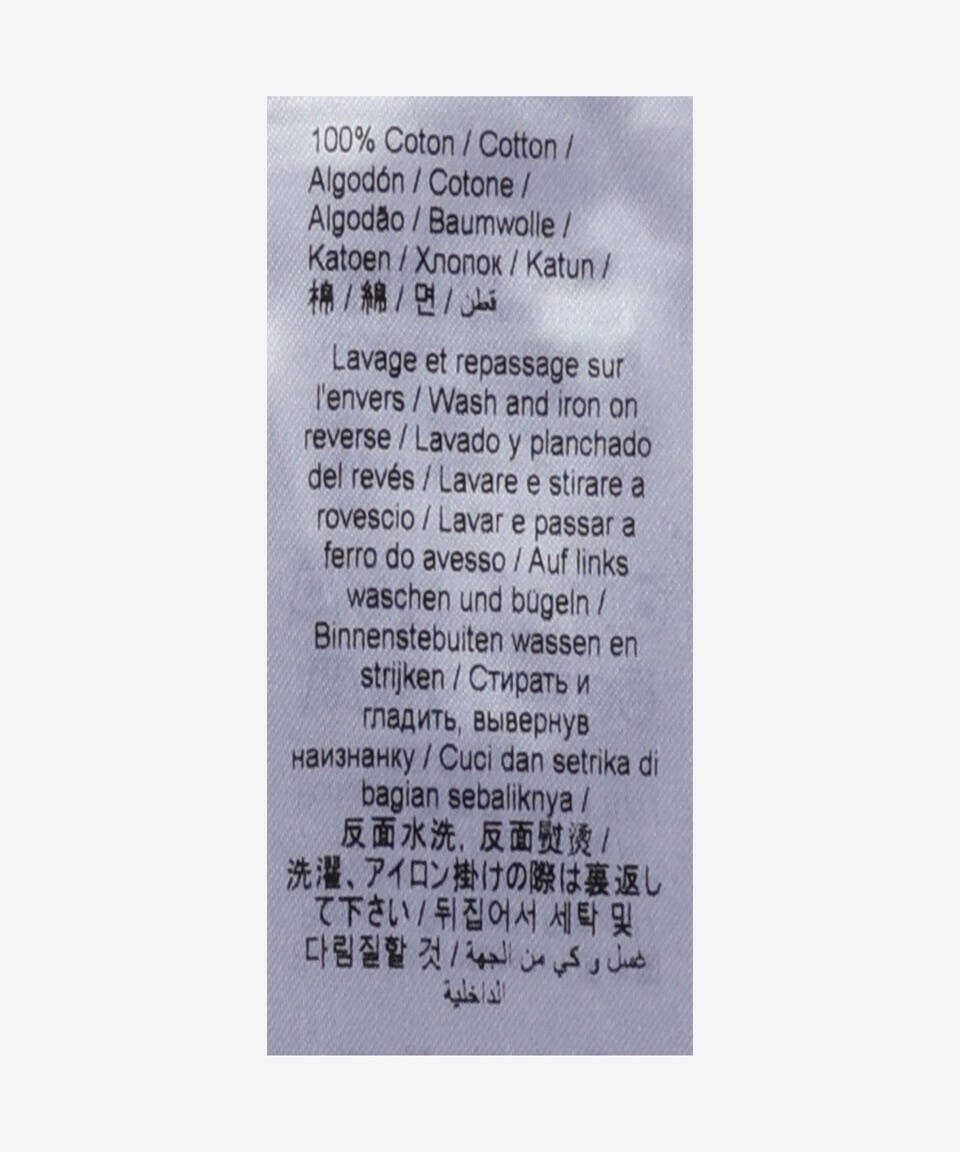 100% Coton / Cotton /
Algodón / Cotone /
Algodão / Baumwolle /
Katoen / Хлопок / Katun /
棉 / 綿 / 면 / قطن
Lavage et repassage sur
l'envers / Wash and iron on
reverse / Lavado y planchado
del revés / Lavare e stirare a
rovescio / Lavar e passar a
ferro do avesso / Auf links
waschen und bügeln /
Binnenstebuiten wassen en
strijken / Стирать и
гладить, вывернув
наизнанку / Cuci dan setrika di
bagian sebaliknya /
反面水洗, 反面熨烫 /
洗濯、アイロン掛けの際は裏返し
て下さい / 뒤집어서 세탁 및
다림질할 것 / غسل و كي من الجهة
الداخلية